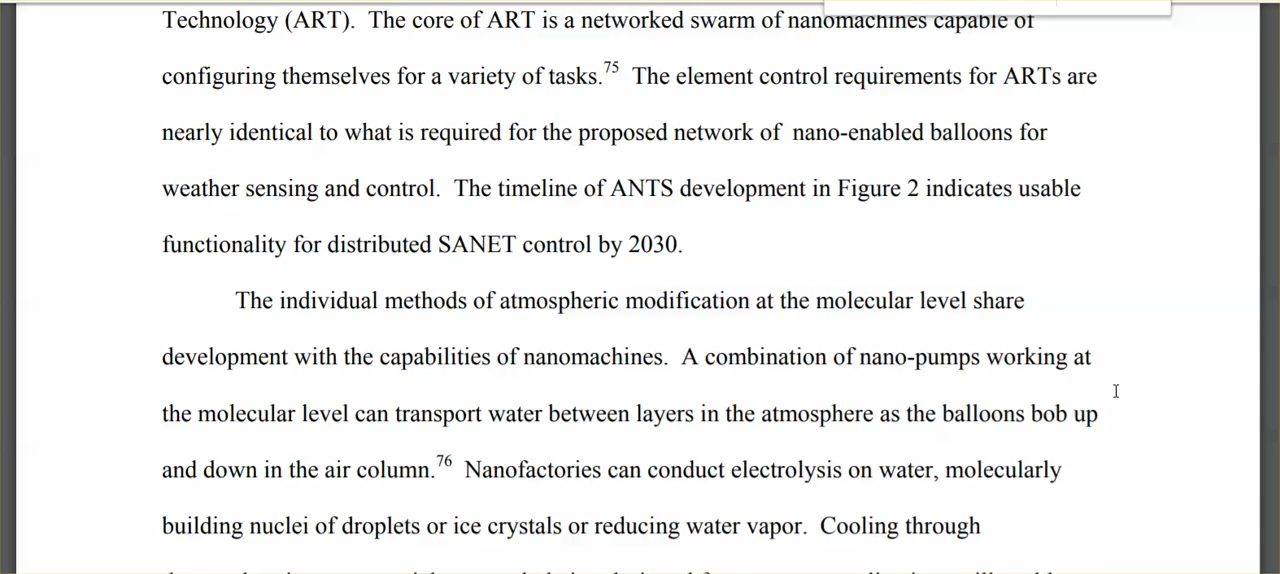 Technology (ART).  The core of ART is a networked swarm of nanomachines capable of
configuring themselves for a variety of tasks.75  The element control requirements for ARTs are
nearly identical to what is required for the proposed network of  nano-enabled balloons for
weather sensing and control.  The timeline of ANTS development in Figure 2 indicates usable
functionality for distributed SANET control by 2030.
The individual methods of atmospheric modification at the molecular level share
development with the capabilities of nanomachines.  A combination of nano-pumps working at
the molecular level can transport water between layers in the atmosphere as the balloons bob up
and down in the air column.76  Nanofactories can conduct electrolysis on water, molecularly
building nuclei of droplets or ice crystals or reducing water vapor.  Cooling through